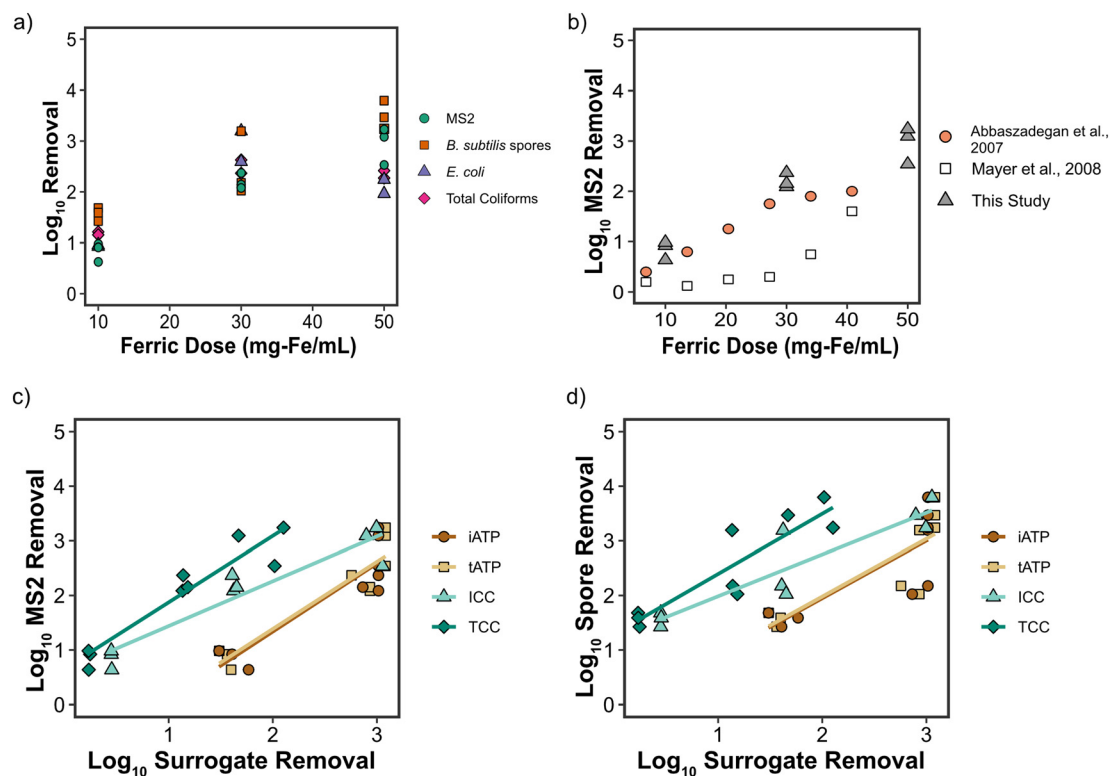 a)
Log10 Removal
5
4
3
2
1
0
10 20 30 40 50
Ferric Dose (mg-Fe/mL)
MS2
B. subtilis spores
E. coli
Total Coliforms
b)
Log10 MS2 Removal
5
4
3
2
1
0
10 20 30 40 50
Ferric Dose (mg-Fe/mL)
Abbaszadegan et al.,
2007
Mayer et al., 2008
This Study
c)
Log10 MS2 Removal
5
4
3
2
1
0
1 2 3
Log10 Surrogate Removal
iATP
tATP
ICC
TCC
d)
Log10 Spore Removal
5
4
3
2
1
0
1 2 3
Log10 Surrogate Removal
iATP
tATP
ICC
TCC